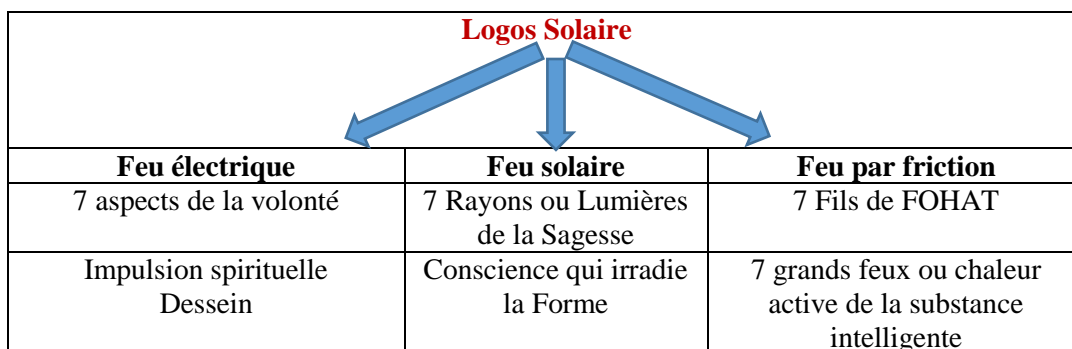 Logos Solaire
Feu électrique Feu solaire Feu par friction
7 aspects de la volonté 7 Rayons ou Lumières de la Sagesse 7 Fils de FOHAT
Impulsion spirituelle
Dessein
Conscience qui irradie
la Forme
7 grands feux ou chaleur
active de la substance
intelligente